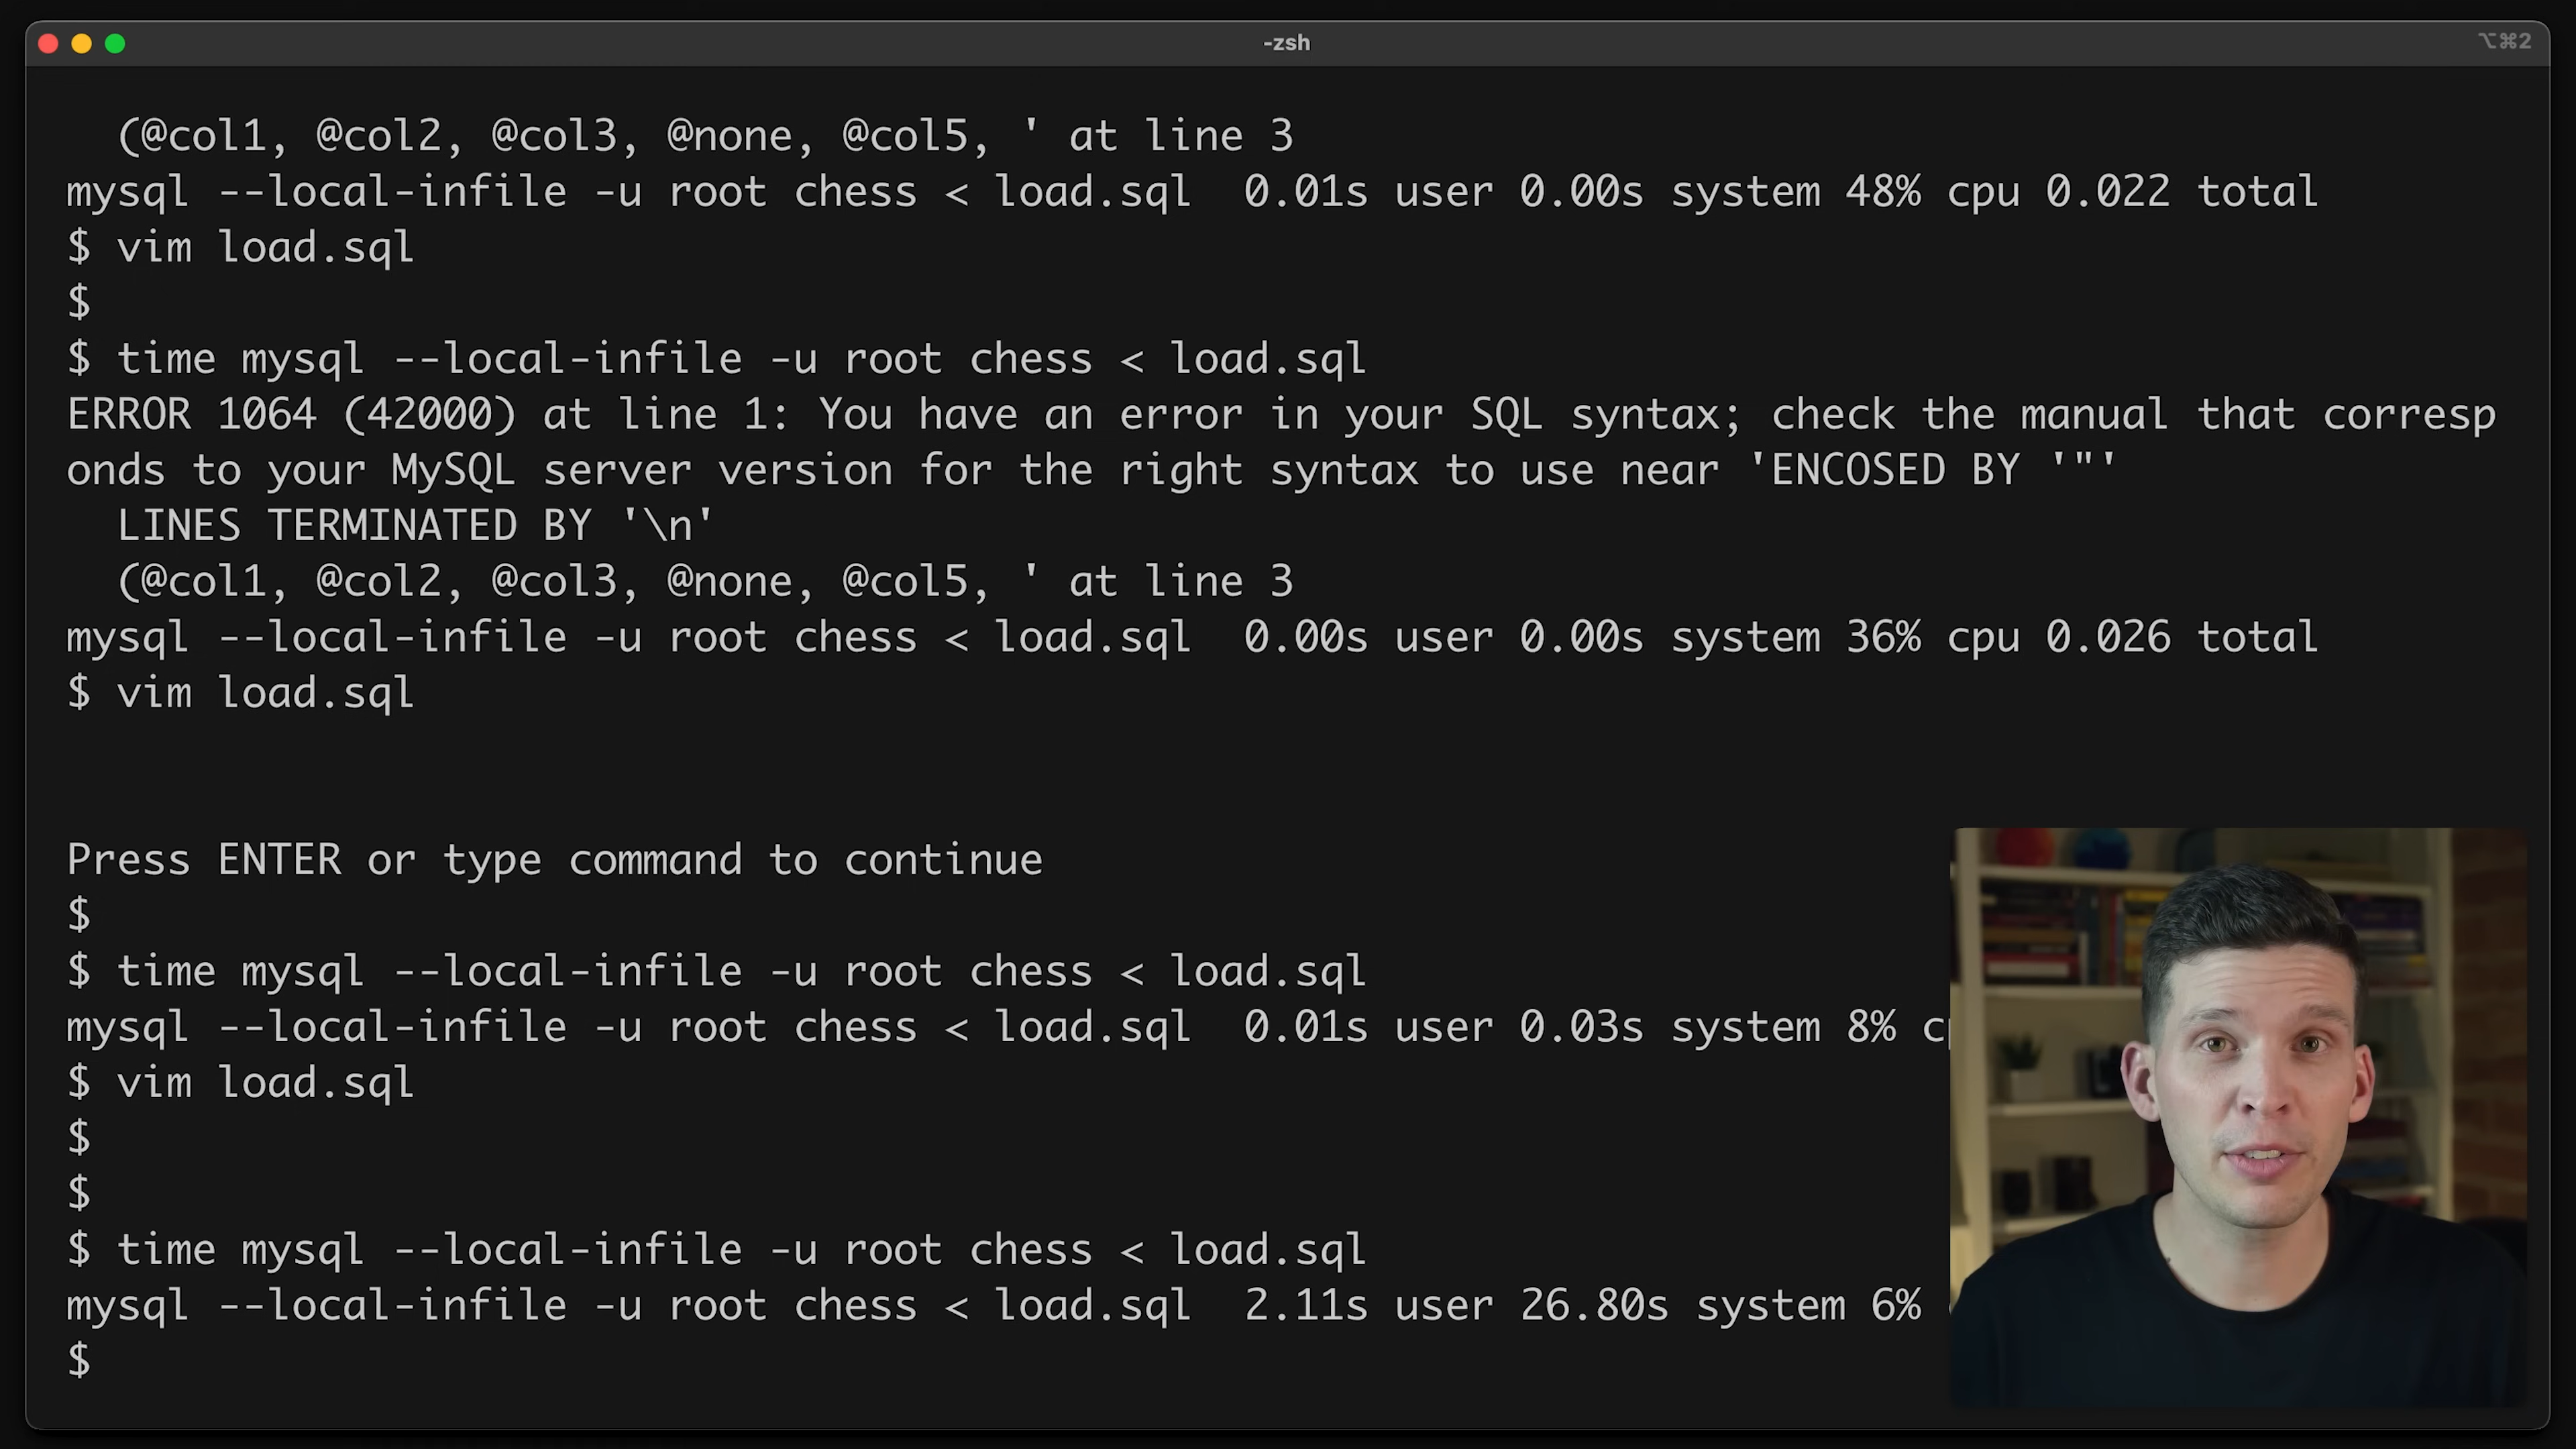 -zsh
⌥⌘2
(@col1, @col2, @col3, @none, @col5, ' at line 3
mysql --local-infile -u root chess < load.sql  0.01s user 0.00s system 48% cpu 0.022 total
$ vim load.sql
$
$ time mysql --local-infile -u root chess < load.sql
ERROR 1064 (42000) at line 1: You have an error in your SQL syntax; check the manual that corresp
onds to your MySQL server version for the right syntax to use near 'ENCOSED BY '"'
LINES TERMINATED BY '\n'
(@col1, @col2, @col3, @none, @col5, ' at line 3
mysql --local-infile -u root chess < load.sql  0.00s user 0.00s system 36% cpu 0.026 total
$ vim load.sql
Press ENTER or type command to continue
$
$ time mysql --local-infile -u root chess < load.sql
mysql --local-infile -u root chess < load.sql  0.01s user 0.03s system 8%
$ vim load.sql
$
$
$ time mysql --local-infile -u root chess < load.sql
mysql --local-infile -u root chess < load.sql  2.11s user 26.80s system 6%
$